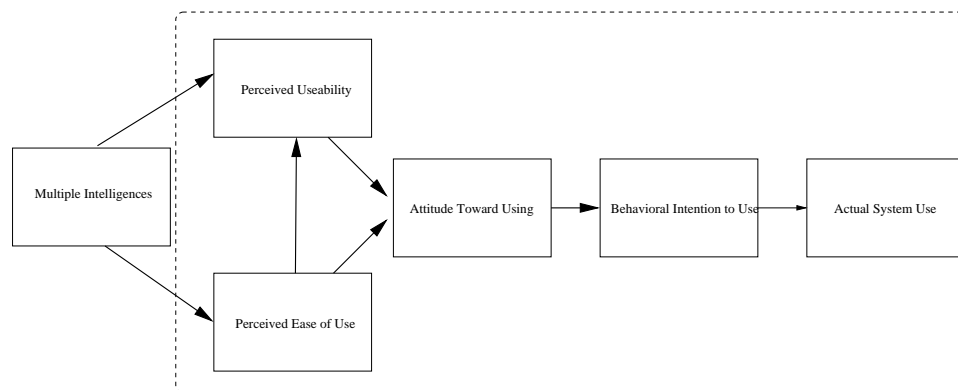 Perceived Useability
Multiple Intelligences
Attitude Toward Using
Behavioral Intention to Use
Actual System Use
Perceived Ease of Use